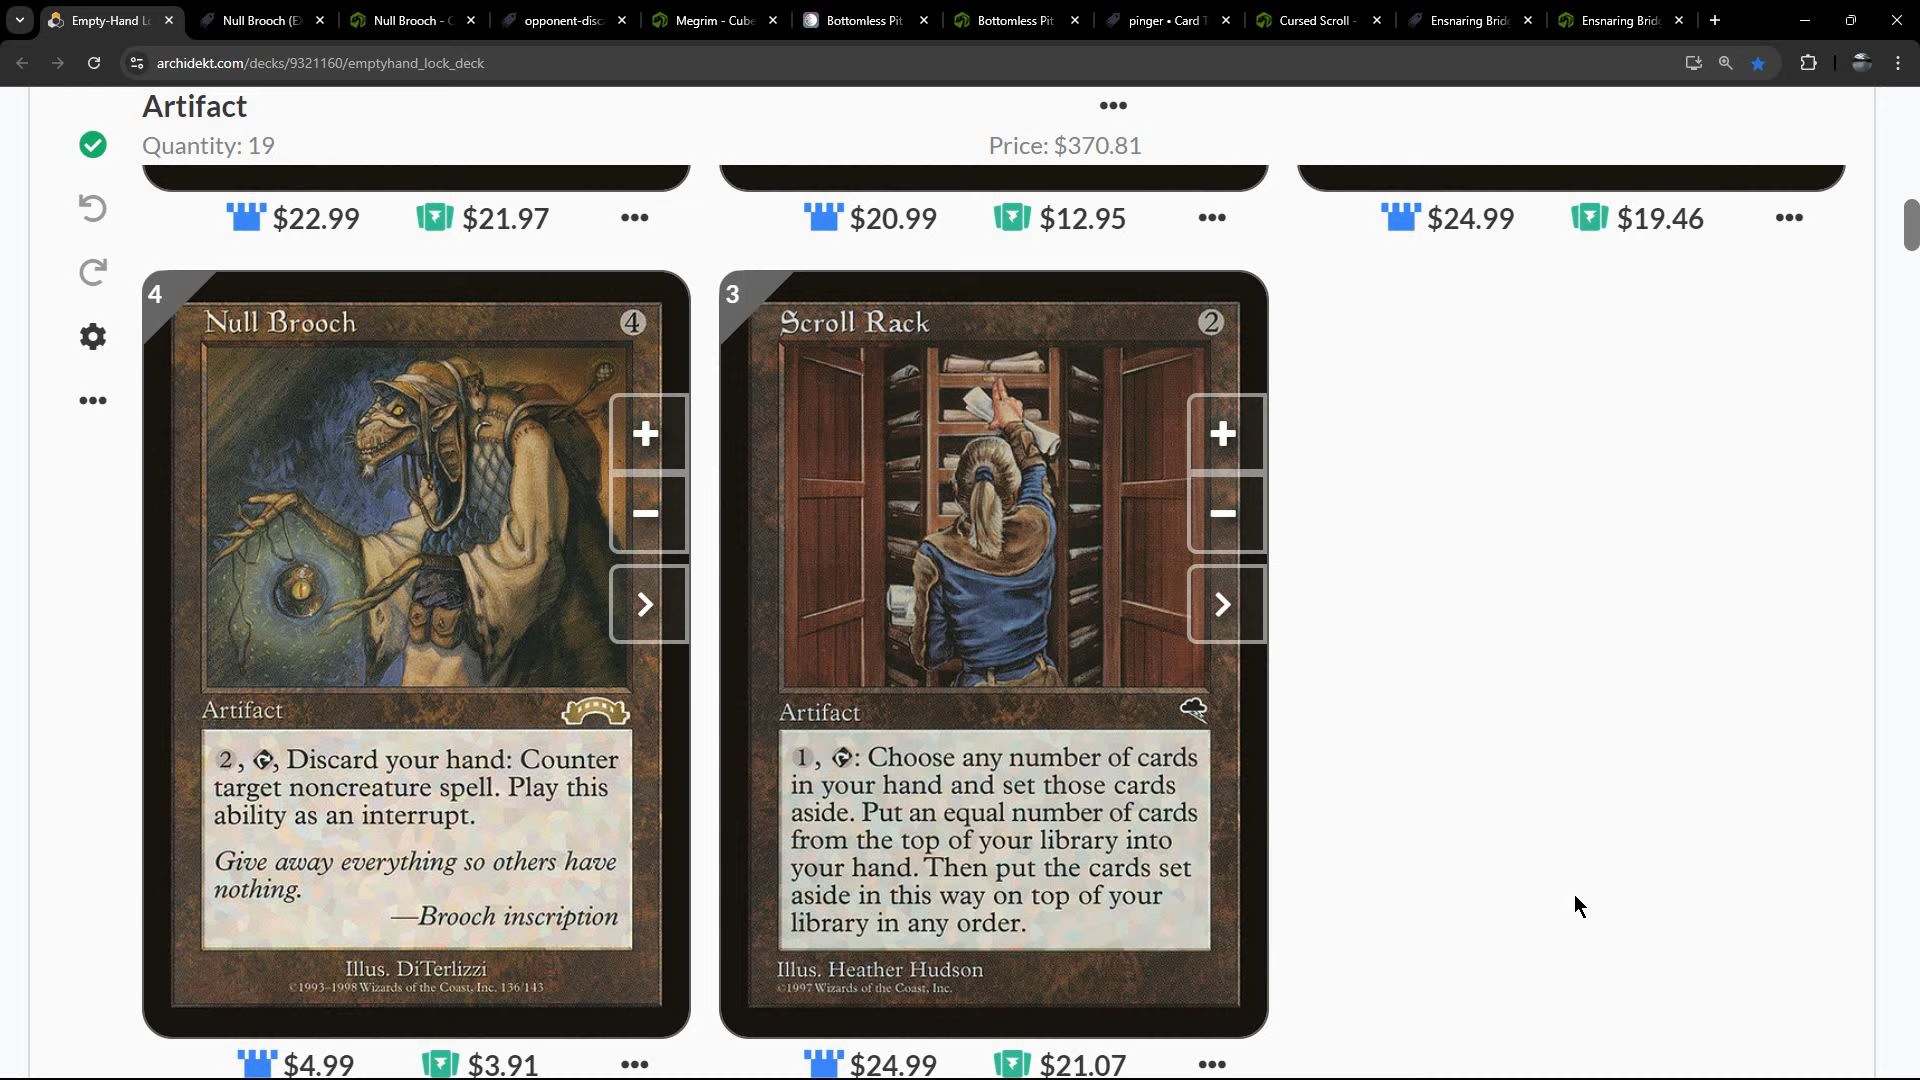 Empty-Hand L
Null Brooch (E
Null Brooch - C
opponent-disc
Megrim - Cube
Bottomless Pit
Bottomless Pit
pinger • Card T
Cursed Scroll -
Ensnaring Brid
Ensnaring Brid
archidekt.com/decks/9321160/emptyhand_lock_deck
Artifact
Quantity: 19
Price: $370.81
$22.99
$21.97
$20.99
$12.95
$24.99
$19.46
4
Null Brooch
4
Artifact
2, , Discard your hand: Counter
target noncreature spell. Play this
ability as an interrupt.
Give away everything so others have
nothing.
—Brooch inscription
Illus. DiTerlizzi
©1993–1998 Wizards of the Coast, Inc. 136/143
$4.99
$3.91
3
Scroll Rack
2
Artifact
1, : Choose any number of cards
in your hand and set those cards
aside. Put an equal number of cards
from the top of your library into
your hand. Then put the cards set
aside in this way on top of your
library in any order.
Illus. Heather Hudson
©1997 Wizards of the Coast, Inc.
$24.99
$21.07